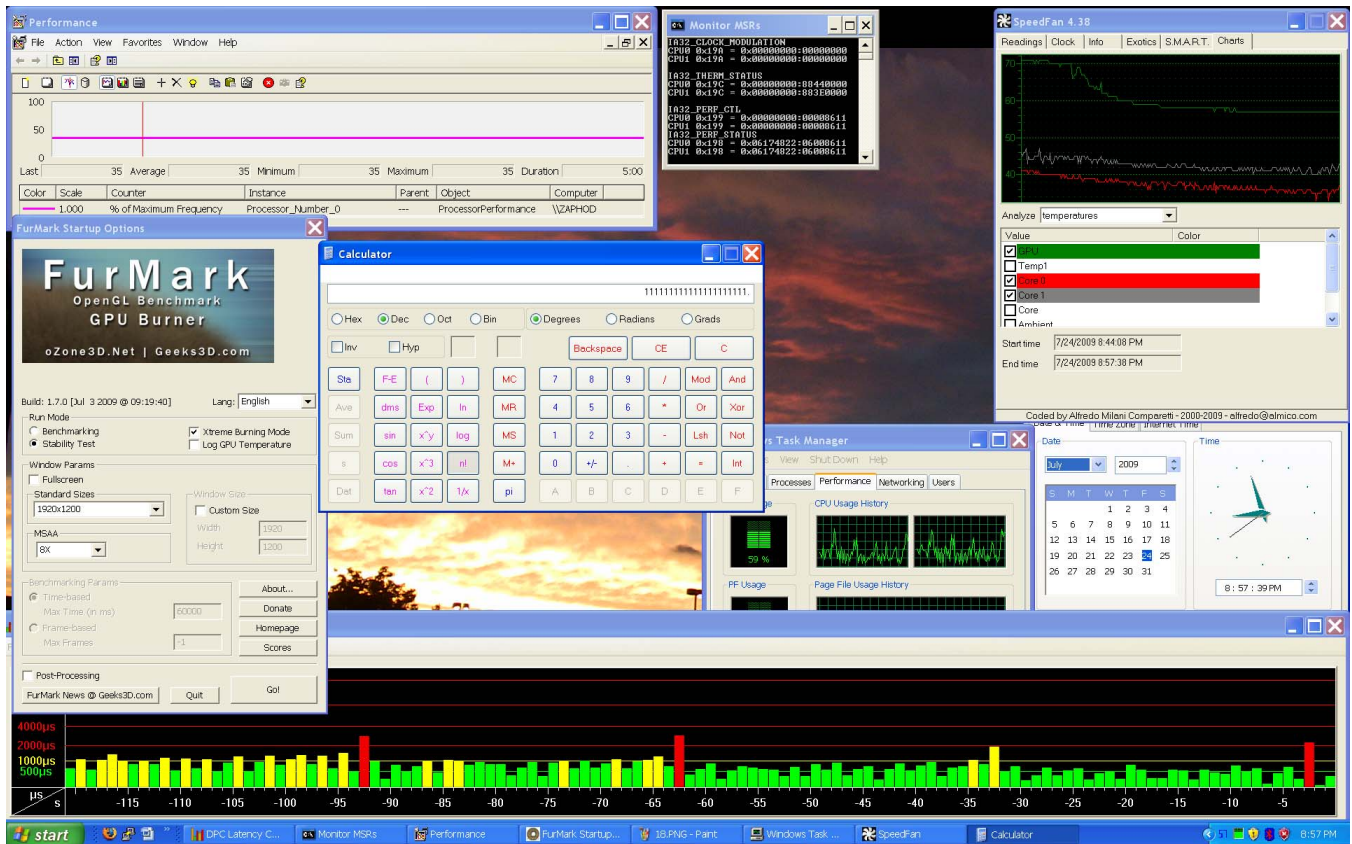 Performance
File Action View Favorites Window Help
100
50
0
Last 35 Average 35 Minimum 35 Maximum 35 Duration 5:00
Color Scale Counter Instance Parent Object Computer
1.000 % of Maximum Frequency Processor_Number_0 --- ProcessorPerformance \\ZAPHOD
Monitor MSRs
IA32_CLOCK_MODULATION
CPU0 0x19A = 0x00000000:00000000
CPU1 0x19A = 0x00000000:00000000
IA32_THERM_STATUS
CPU0 0x19C = 0x00000000:88440000
CPU1 0x19C = 0x00000000:883E0000
IA32_PERF_CTL
CPU0 0x199 = 0x00000000:00008611
CPU1 0x199 = 0x00000000:00008611
IA32_PERF_STATUS
CPU0 0x198 = 0x06174822:06008611
CPU1 0x198 = 0x06174822:06008611
SpeedFan 4.38
Readings Clock Info Exotics S.M.A.R.T. Charts
70
60
50
40
Analyze temperatures
Value Color
GPU
Temp1
Core 0
Core 1
Core
Ambient
Start time 7/24/2009 8:44:08 PM
End time 7/24/2009 8:57:38 PM
Coded by Alfredo Milani Comparetti - 2000-2009 - alfredo@almico.com
FurMark Startup Options
FurMark
OpenGL Benchmark
GPU Burner
oZone3D.Net | Geeks3D.com
Build: 1.7.0 [Jul 3 2009 @ 09:19:40] Lang: English
Run Mode
Benchmarking Xtreme Burning Mode
Stability Test Log GPU Temperature
Window Params
Fullscreen
Standard Sizes Window Size
1920x1200 Custom Size
Width 1920
MSAA Height 1200
8X
Benchmarking Params
Time-based
Max Time (in ms) 60000
Frame-based
Max Frames -1
About...
Donate
Homepage
Scores
Post-Processing
FurMark News @ Geeks3D.com Quit Go!
Calculator
Hex Dec Oct Bin Degrees Radians Grads
Inv Hyp Backspace CE C
Sta F-E ( ) MC 7 8 9 / Mod And
Ave dms Exp ln MR 4 5 6 * Or Xor
Sum sin x^y log MS 1 2 3 - Lsh Not
s cos x^3 n! M+ 0 +/- . + = Int
Dat tan x^2 1/x pi A B C D E F
Task Manager
View Shut Down Help
Processes Performance Networking Users
CPU Usage History
59 %
PF Usage Page File Usage History
Date & Time Time Zone Internet Time
Date Time
July 2009
S M T W T F S
1 2 3 4
5 6 7 8 9 10 11
12 13 14 15 16 17 18
19 20 21 22 23 24 25
26 27 28 29 30 31
8 : 57 : 39 PM
4000µs
2000µs
1000µs
500µs
µs s -115 -110 -105 -100 -95 -90 -85 -80 -75 -70 -65 -60 -55 -50 -45 -40 -35 -30 -25 -20 -15 -10 -5
start DPC Latency C... Monitor MSRs Performance FurMark Startup... 18.PNG - Paint Windows Task ... SpeedFan Calculator 51 8:57 PM